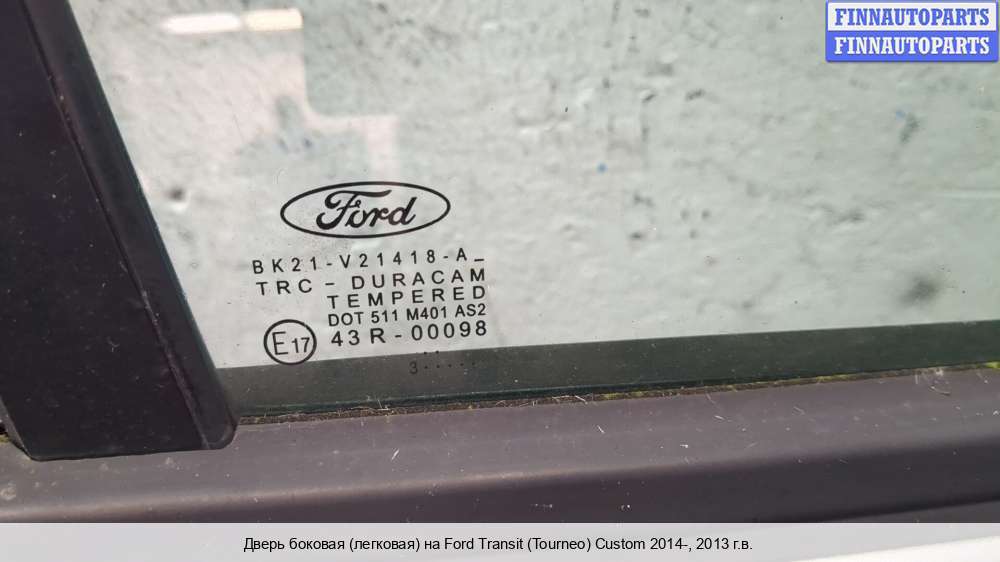 FINNAUTOPARTS
FINNAUTOPARTS
Ford
BK21-V21418-A_
TRC - DURACAM
TEMPERED
DOT 511 M401 AS2
E17 43R-00098
3
Дверь боковая (легковая) на Ford Transit (Tourneo) Custom 2014-, 2013 г.в.